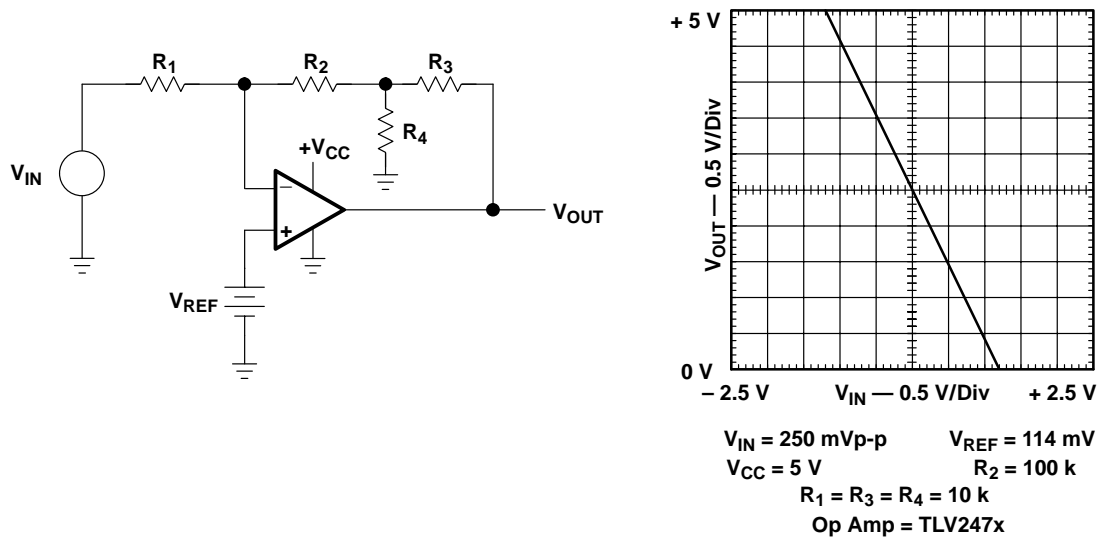 R1
R2
R3
R4
+VCC
VIN
–
+
VOUT
VREF
+ 5 V
VOUT — 0.5 V/Div
0 V
– 2.5 V
VIN — 0.5 V/Div
+ 2.5 V
VIN = 250 mVp-p
VREF = 114 mV
VCC = 5 V
R2 = 100 k
R1 = R3 = R4 = 10 k
Op Amp = TLV247x